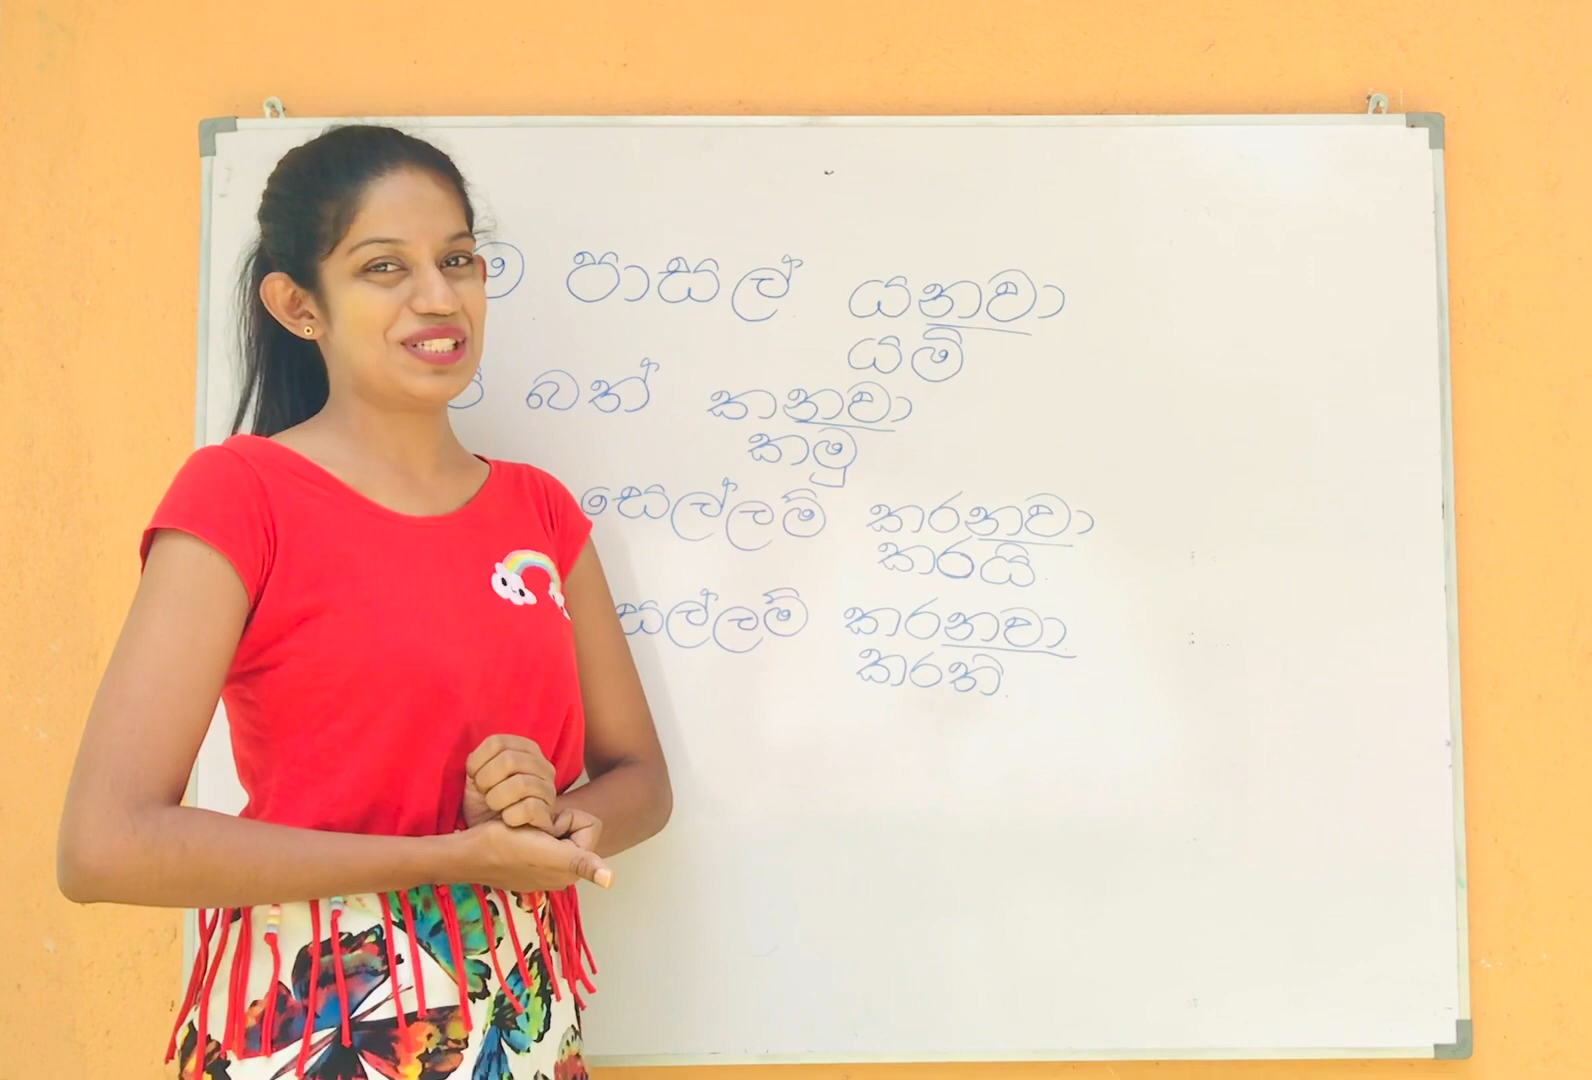 ම පාසල් යනවා
යමි
බත් කනවා
කමු
සෙල්ලම් කරනවා
කරයි
සෙල්ලම් කරනවා
කරති